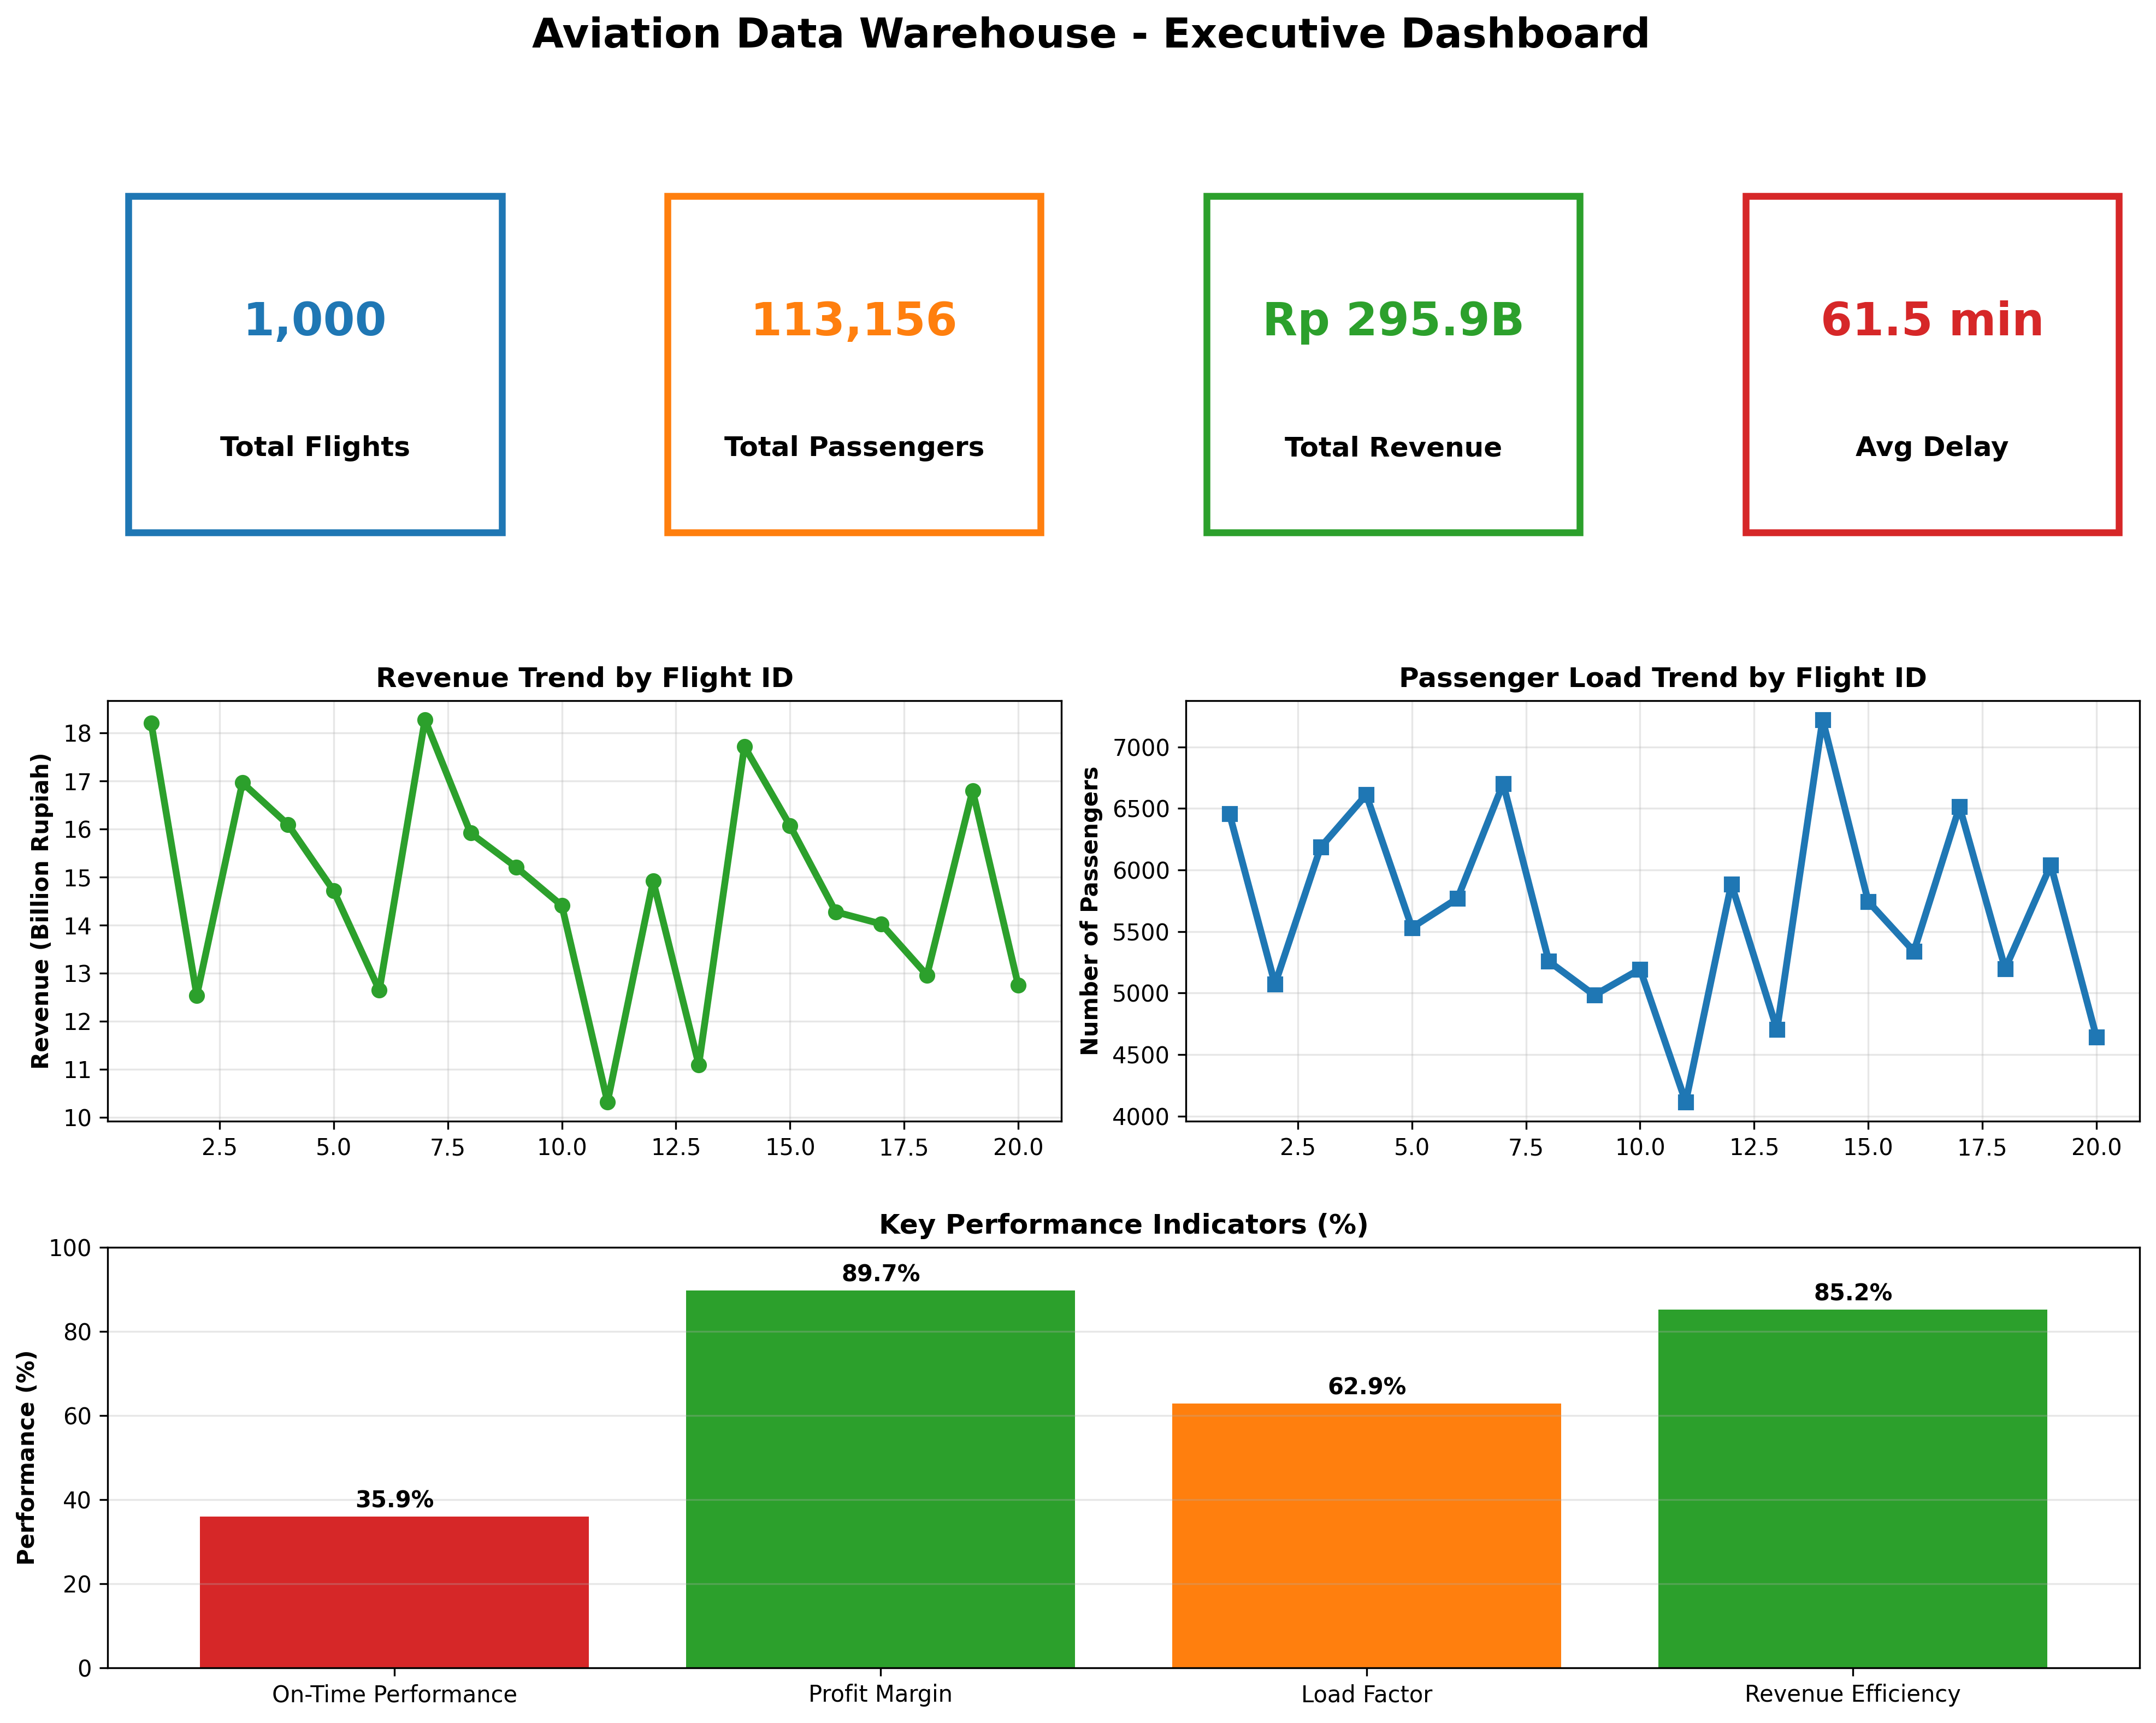 Aviation Data Warehouse - Executive Dashboard
1,000
Total Flights
113,156
Total Passengers
Rp 295.9B
Total Revenue
61.5 min
Avg Delay
Revenue Trend by Flight ID
Revenue (Billion Rupiah)
18
17
16
15
14
13
12
11
10
2.5 5.0 7.5 10.0 12.5 15.0 17.5 20.0
Passenger Load Trend by Flight ID
Number of Passengers
7000
6500
6000
5500
5000
4500
4000
2.5 5.0 7.5 10.0 12.5 15.0 17.5 20.0
Key Performance Indicators (%)
Performance (%)
100
80
60
40
20
0
35.9%
89.7%
62.9%
85.2%
On-Time Performance Profit Margin Load Factor Revenue Efficiency